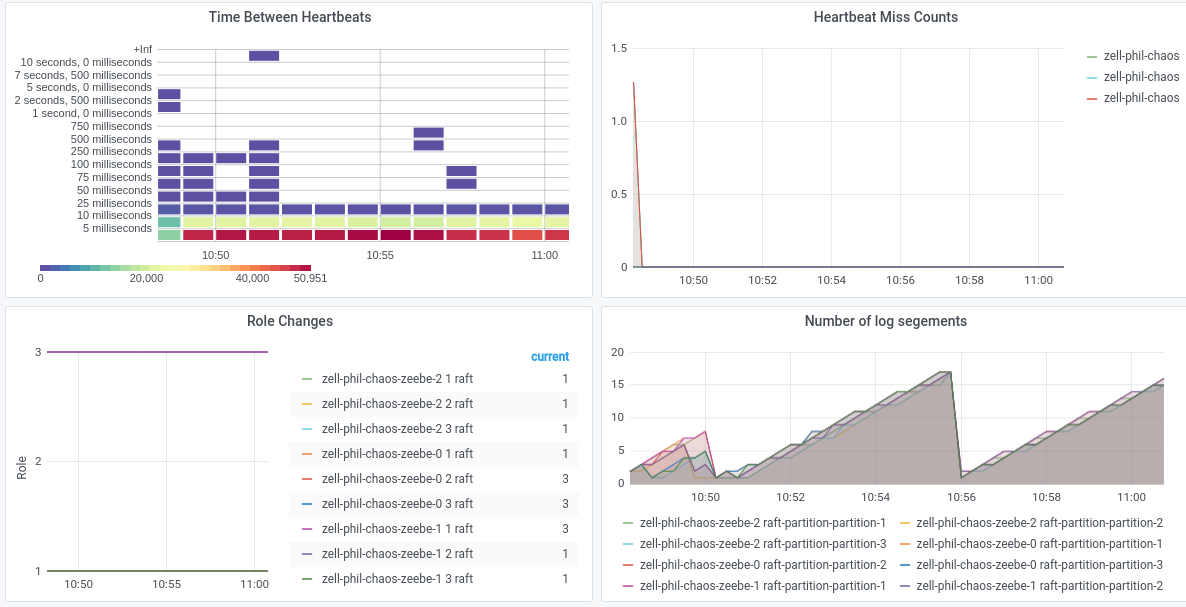 Time Between Heartbeats
+Inf
10 seconds, 0 milliseconds
7 seconds, 500 milliseconds
5 seconds, 0 milliseconds
2 seconds, 500 milliseconds
1 second, 0 milliseconds
750 milliseconds
500 milliseconds
250 milliseconds
100 milliseconds
75 milliseconds
50 milliseconds
25 milliseconds
10 milliseconds
5 milliseconds
10:50 10:55 11:00
0 20,000 40,000 50,951
Heartbeat Miss Counts
1.5
1.0
0.5
0
10:50 10:52 10:54 10:56 10:58 11:00
zell-phil-chaos
zell-phil-chaos
zell-phil-chaos
Role Changes
Role
3
2
1
10:50 10:55 11:00
current
zell-phil-chaos-zeebe-2 1 raft 1
zell-phil-chaos-zeebe-2 2 raft 1
zell-phil-chaos-zeebe-2 3 raft 1
zell-phil-chaos-zeebe-0 1 raft 1
zell-phil-chaos-zeebe-0 2 raft 3
zell-phil-chaos-zeebe-0 3 raft 3
zell-phil-chaos-zeebe-1 1 raft 3
zell-phil-chaos-zeebe-1 2 raft 1
zell-phil-chaos-zeebe-1 3 raft 1
Number of log segements
20
15
10
5
0
10:50 10:52 10:54 10:56 10:58 11:00
zell-phil-chaos-zeebe-2 raft-partition-partition-1 zell-phil-chaos-zeebe-2 raft-partition-partition-2
zell-phil-chaos-zeebe-2 raft-partition-partition-3 zell-phil-chaos-zeebe-0 raft-partition-partition-1
zell-phil-chaos-zeebe-0 raft-partition-partition-2 zell-phil-chaos-zeebe-0 raft-partition-partition-3
zell-phil-chaos-zeebe-1 raft-partition-partition-1 zell-phil-chaos-zeebe-1 raft-partition-partition-2